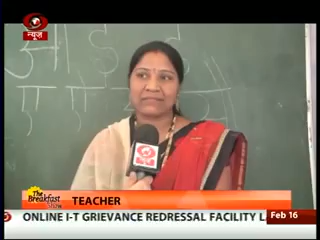 न्यूज़
The
Breakfast
Show
TEACHER
ONLINE I-T GRIEVANCE REDRESSAL FACILITY
Feb 16